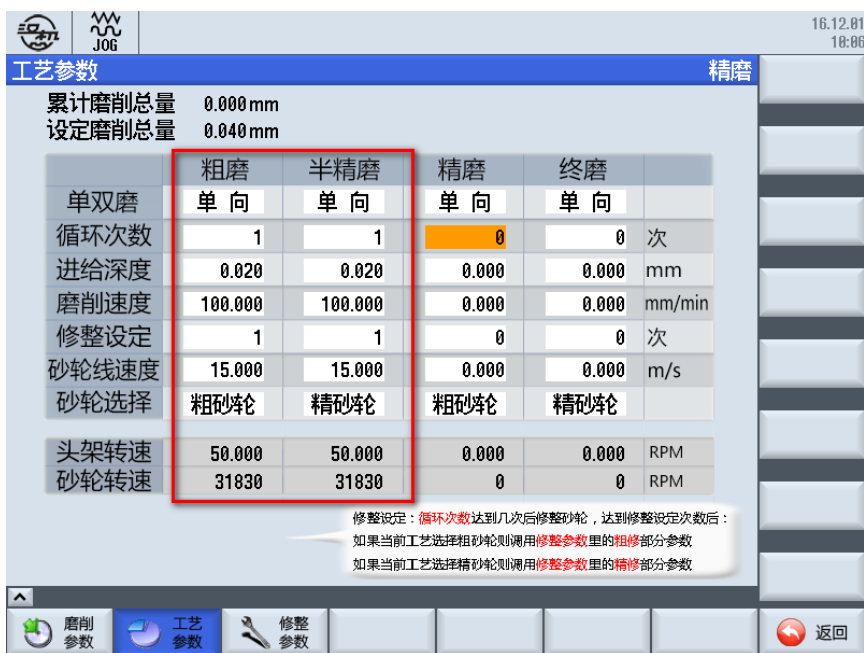 汉机
JOG
16.12.01
10:06
工艺参数 精磨
累计磨削总量 0.000mm
设定磨削总量 0.040mm
粗磨 半精磨 精磨 终磨
单双磨 单 向 单 向 单 向 单 向
循环次数 1 1 0 0 次
进给深度 0.020 0.020 0.000 0.000 mm
磨削速度 100.000 100.000 0.000 0.000 mm/min
修整设定 1 1 0 0 次
砂轮线速度 15.000 15.000 0.000 0.000 m/s
砂轮选择 粗砂轮 精砂轮 粗砂轮 精砂轮
头架转速 50.000 50.000 0.000 0.000 RPM
砂轮转速 31830 31830 0 0 RPM
修整设定：循环次数达到几次后修整砂轮，达到修整设定次数后：
如果当前工艺选择粗砂轮则调用修整参数里的粗修部分参数
如果当前工艺选择精砂轮则调用修整参数里的精修部分参数
磨削
参数
工艺
参数
修整
参数
返回